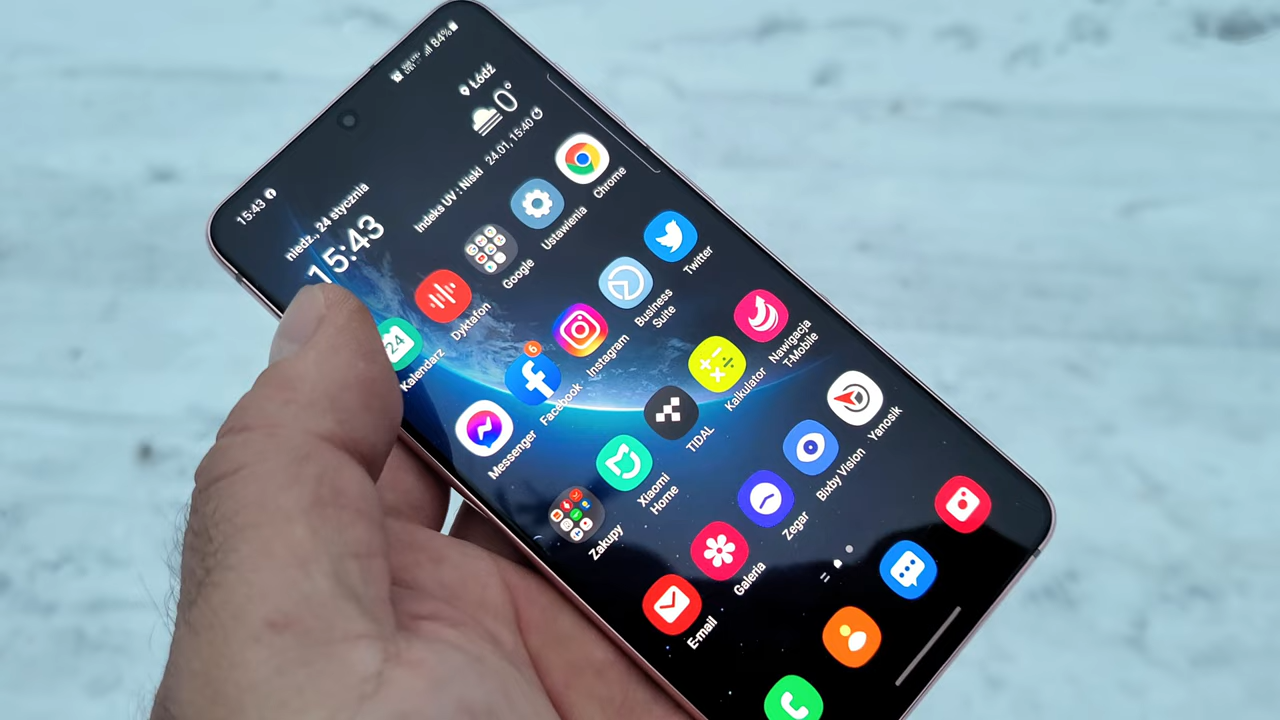 15:43
84%
niedz., 24 stycznia
15:43
Łódź
0°
Indeks UV : Niski 24.01, 15:40
24
Kalendarz
Dyktafon
Google
Ustawienia
Chrome
Messenger
6
Facebook
Instagram
Business
Suite
Twitter
Zakupy
Xiaomi
Home
TIDAL
Kalkulator
Nawigacja
T-Mobile
E-mail
Galeria
Zegar
Bixby Vision
Yanosik